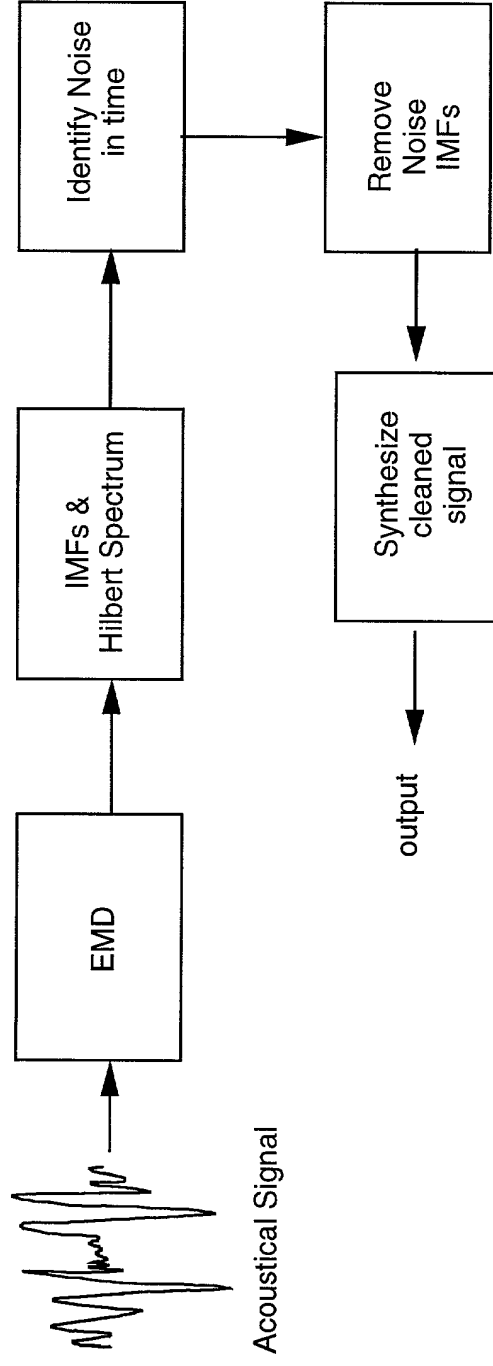 Acoustical Signal
EMD
IMFs &
Hilbert Spectrum
Identify Noise
in time
Remove
Noise
IMFs
Synthesize
cleaned
signal
output